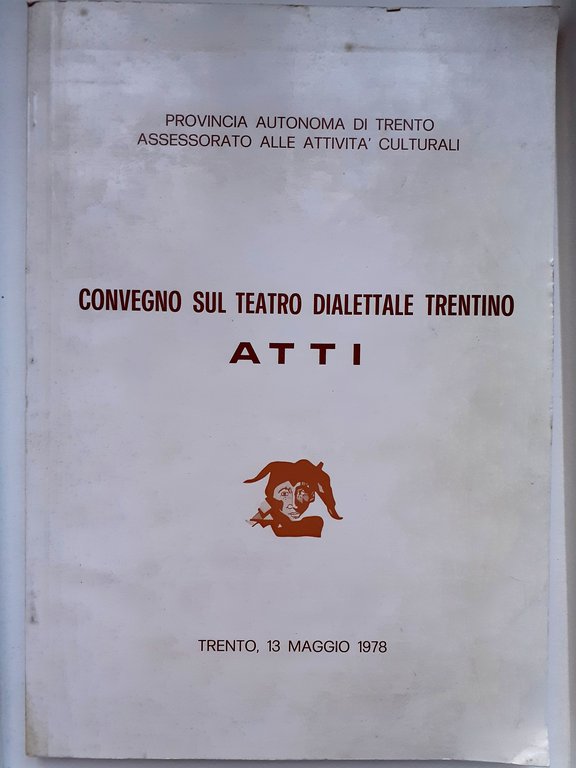 PROVINCIA AUTONOMA DI TRENTO
ASSESSORATO ALLE ATTIVITA' CULTURALI
CONVEGNO SUL TEATRO DIALETTALE TRENTINO
ATTI
TRENTO, 13 MAGGIO 1978